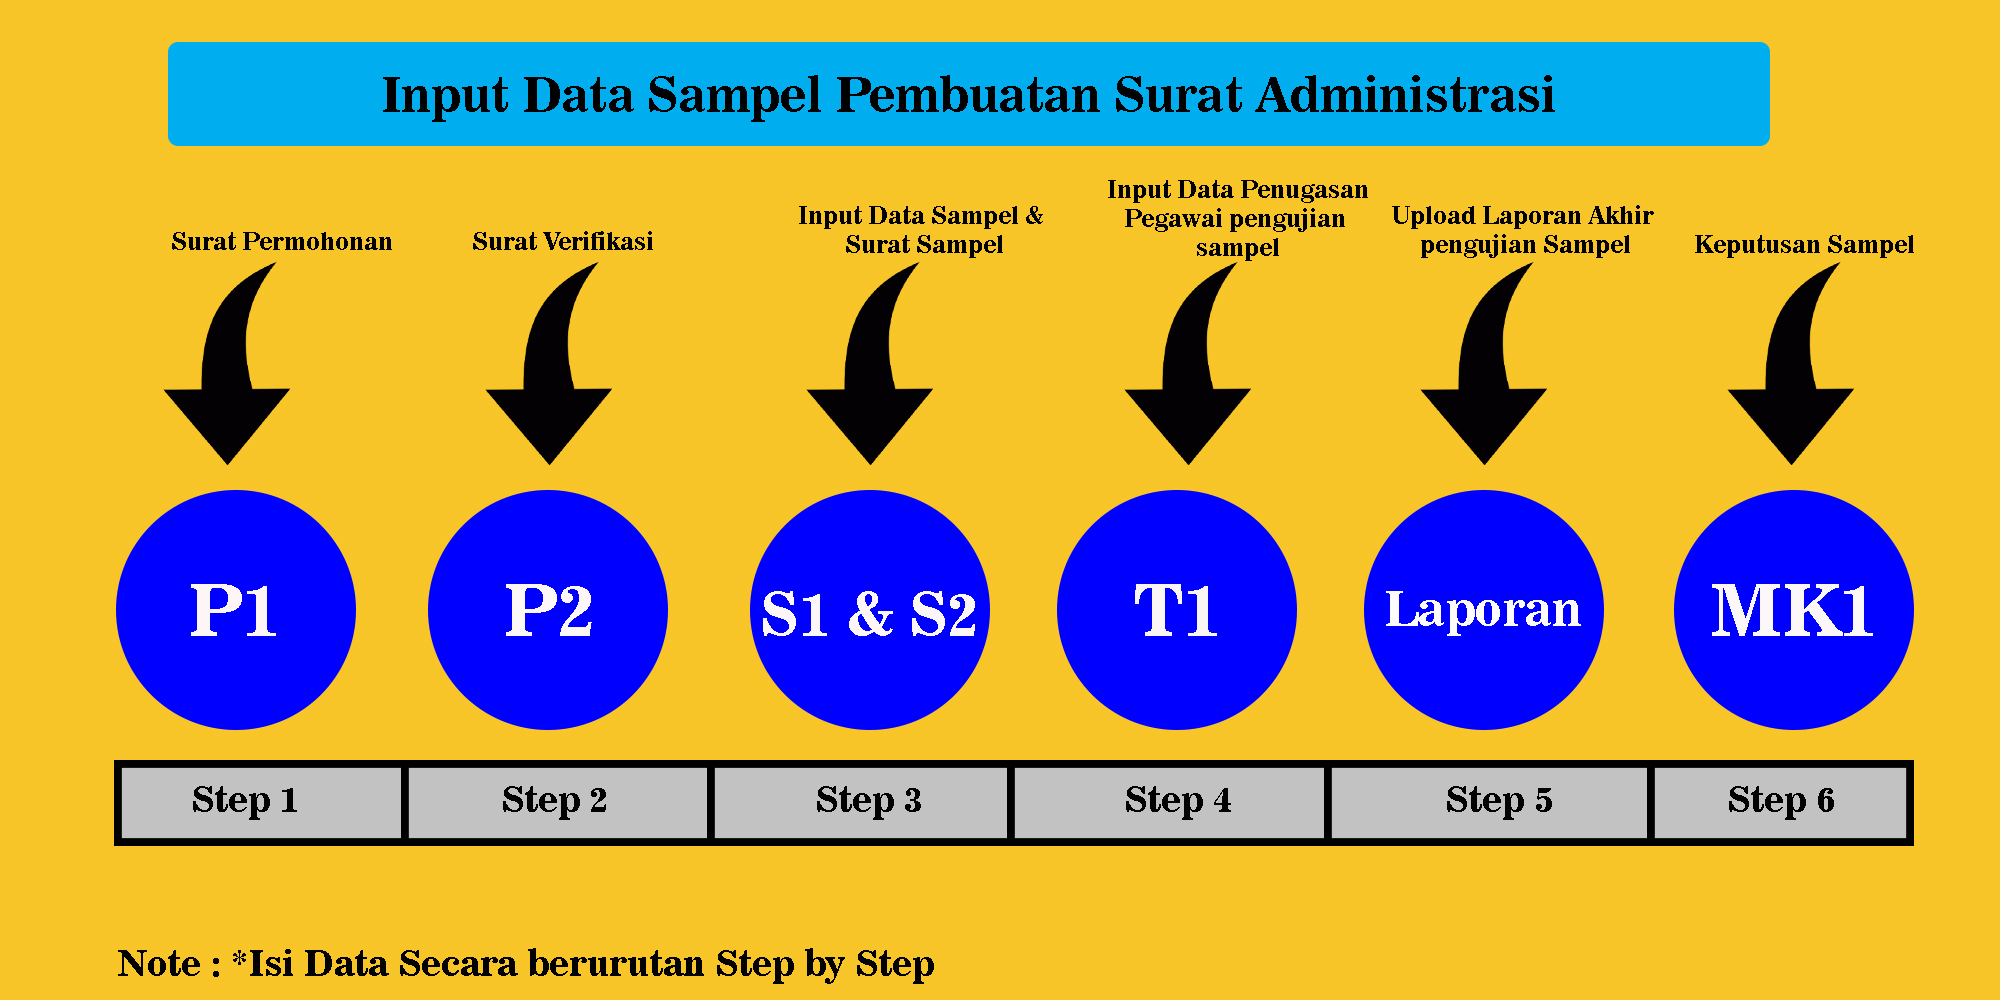 Input Data Sampel Pembuatan Surat Administrasi
Surat Permohonan
Surat Verifikasi
Input Data Sampel &
Surat Sampel
Input Data Penugasan
Pegawai pengujian
sampel
Upload Laporan Akhir
pengujian Sampel
Keputusan Sampel
P1
P2
S1 & S2
T1
Laporan
MK1
Step 1
Step 2
Step 3
Step 4
Step 5
Step 6
Note : *Isi Data Secara berurutan Step by Step